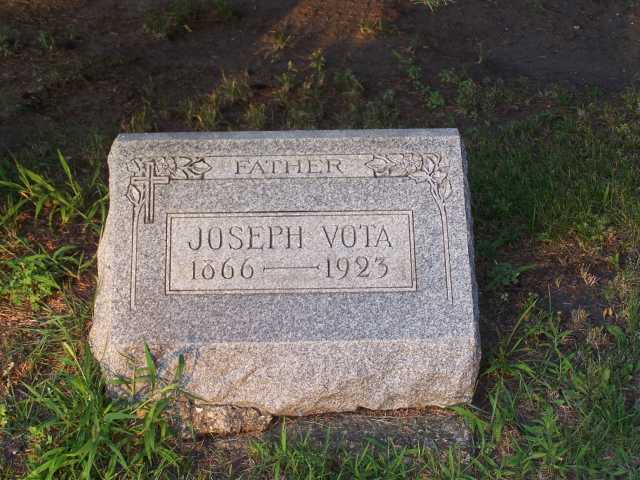 FATHER
JOSEPH VOTA
1866 — 1923